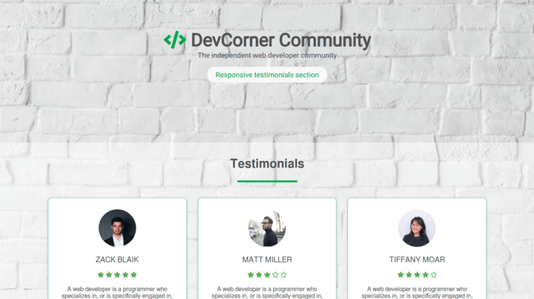 </> DevCorner Community
The independent web developer community
Responsive testimonials section
Testimonials
ZACK BLAIK
A web developer is a programmer who
specializes in, or is specifically engaged in,
MATT MILLER
A web developer is a programmer who
specializes in, or is specifically engaged in,
TIFFANY MOAR
A web developer is a programmer who
specializes in, or is specifically engaged in,